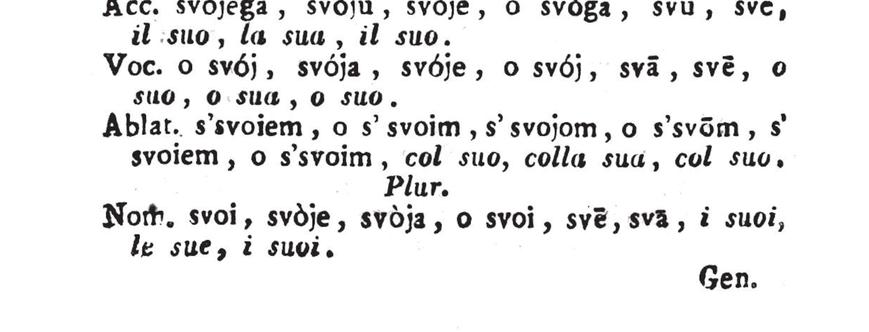 Acc. svojega, svoju, svoje, o svòga, svu, sve,
il suo, la sua, il suo.
Voc. o svój, svója, svóje, o svój, svā, svē, o
suo, o sua, o suo.
Ablat. s'svoiem, o s' svoim, s' svojom, o s'svōm, s'
svoiem, o s'svoim, col suo, colla sua, col suo.
Plur.
Nom. svoi, svòje, svòja, o svoi, svē, svā, i suoi,
le sue, i suoi.
Gen.